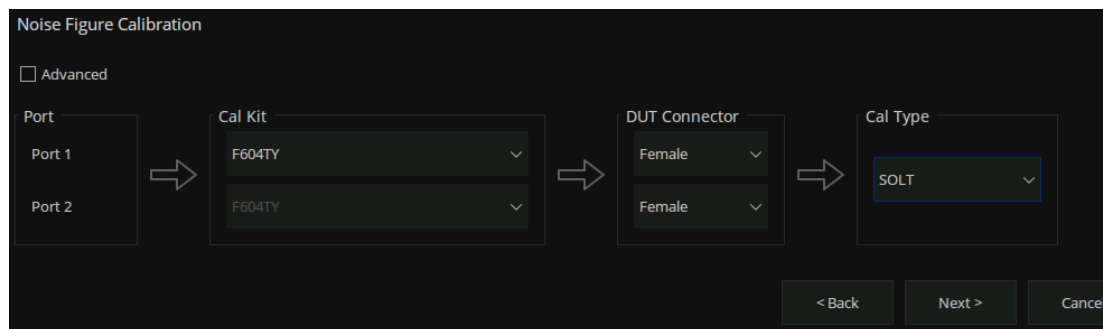 Noise Figure Calibration
Advanced
Port Cal Kit DUT Connector Cal Type
Port 1 F604TY Female SOLT
Port 2 F604TY Female
< Back Next > Cance